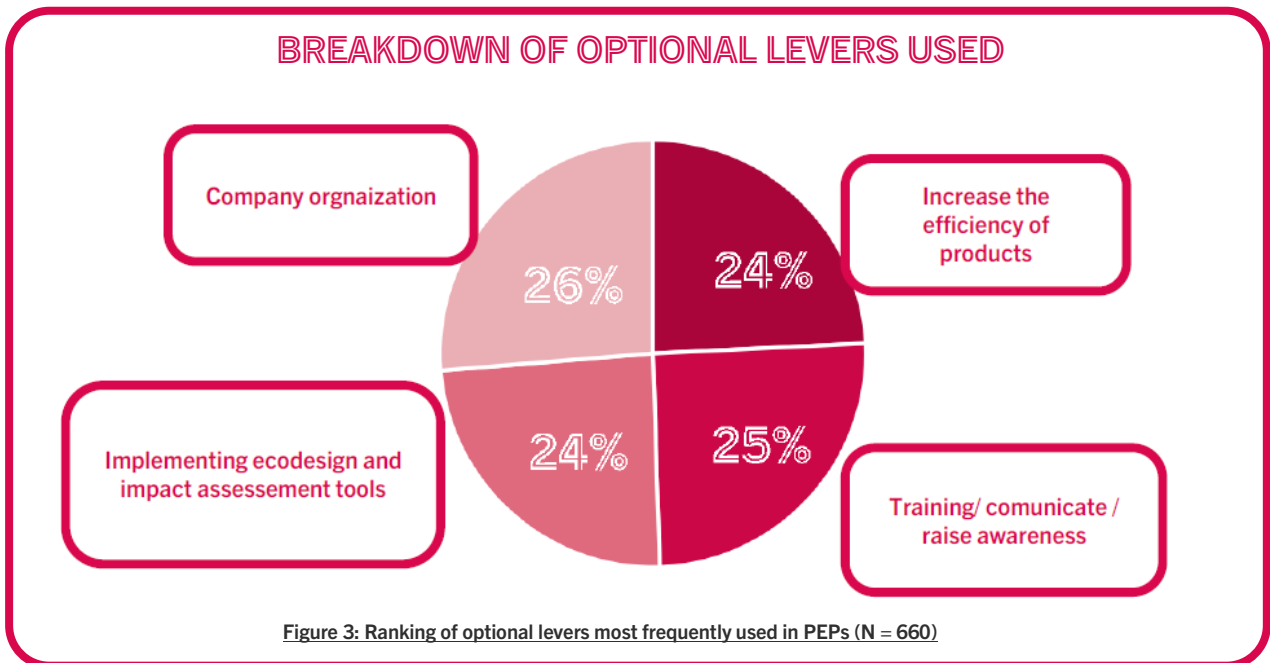 BREAKDOWN OF OPTIONAL LEVERS USED
Company orgnaization
26%
24%
Increase the
efficiency of
products
Implementing ecodesign and
impact assessement tools
24%
25%
Training/ comunicate /
raise awareness
Figure 3: Ranking of optional levers most frequently used in PEPs (N = 660)